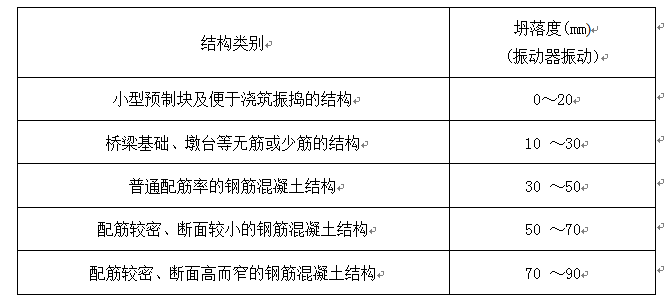 结构类别
坍落度(mm)
(振动器振动)
小型预制块及便于浇筑振捣的结构
0～20
桥梁基础、墩台等无筋或少筋的结构
10 ～30
普通配筋率的钢筋混凝土结构
30 ～50
配筋较密、断面较小的钢筋混凝土结构
50 ～70
配筋较密、断面高而窄的钢筋混凝土结构
70 ～90